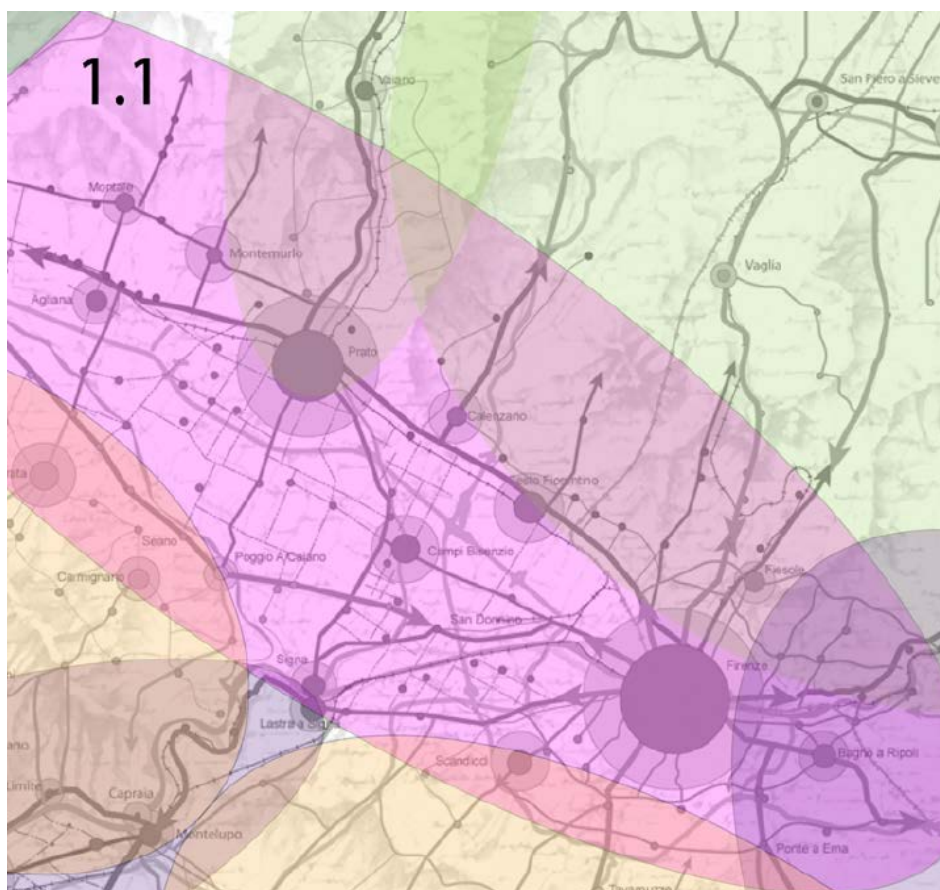 1.1
Vaiano
San Piero a Sieve
Montale
Montemurlo
Vaglia
Agliana
Prato
Calenzano
Sesto Fiorentino
rata
Seano
Poggio A Caiano
Campi Bisenzio
Carmignano
Fiesole
San Donnino
Signa
Firenze
Lastra a Signa
Scandicci
Bagno a Ripoli
Capraia
Montelupo
Ponte a Ema